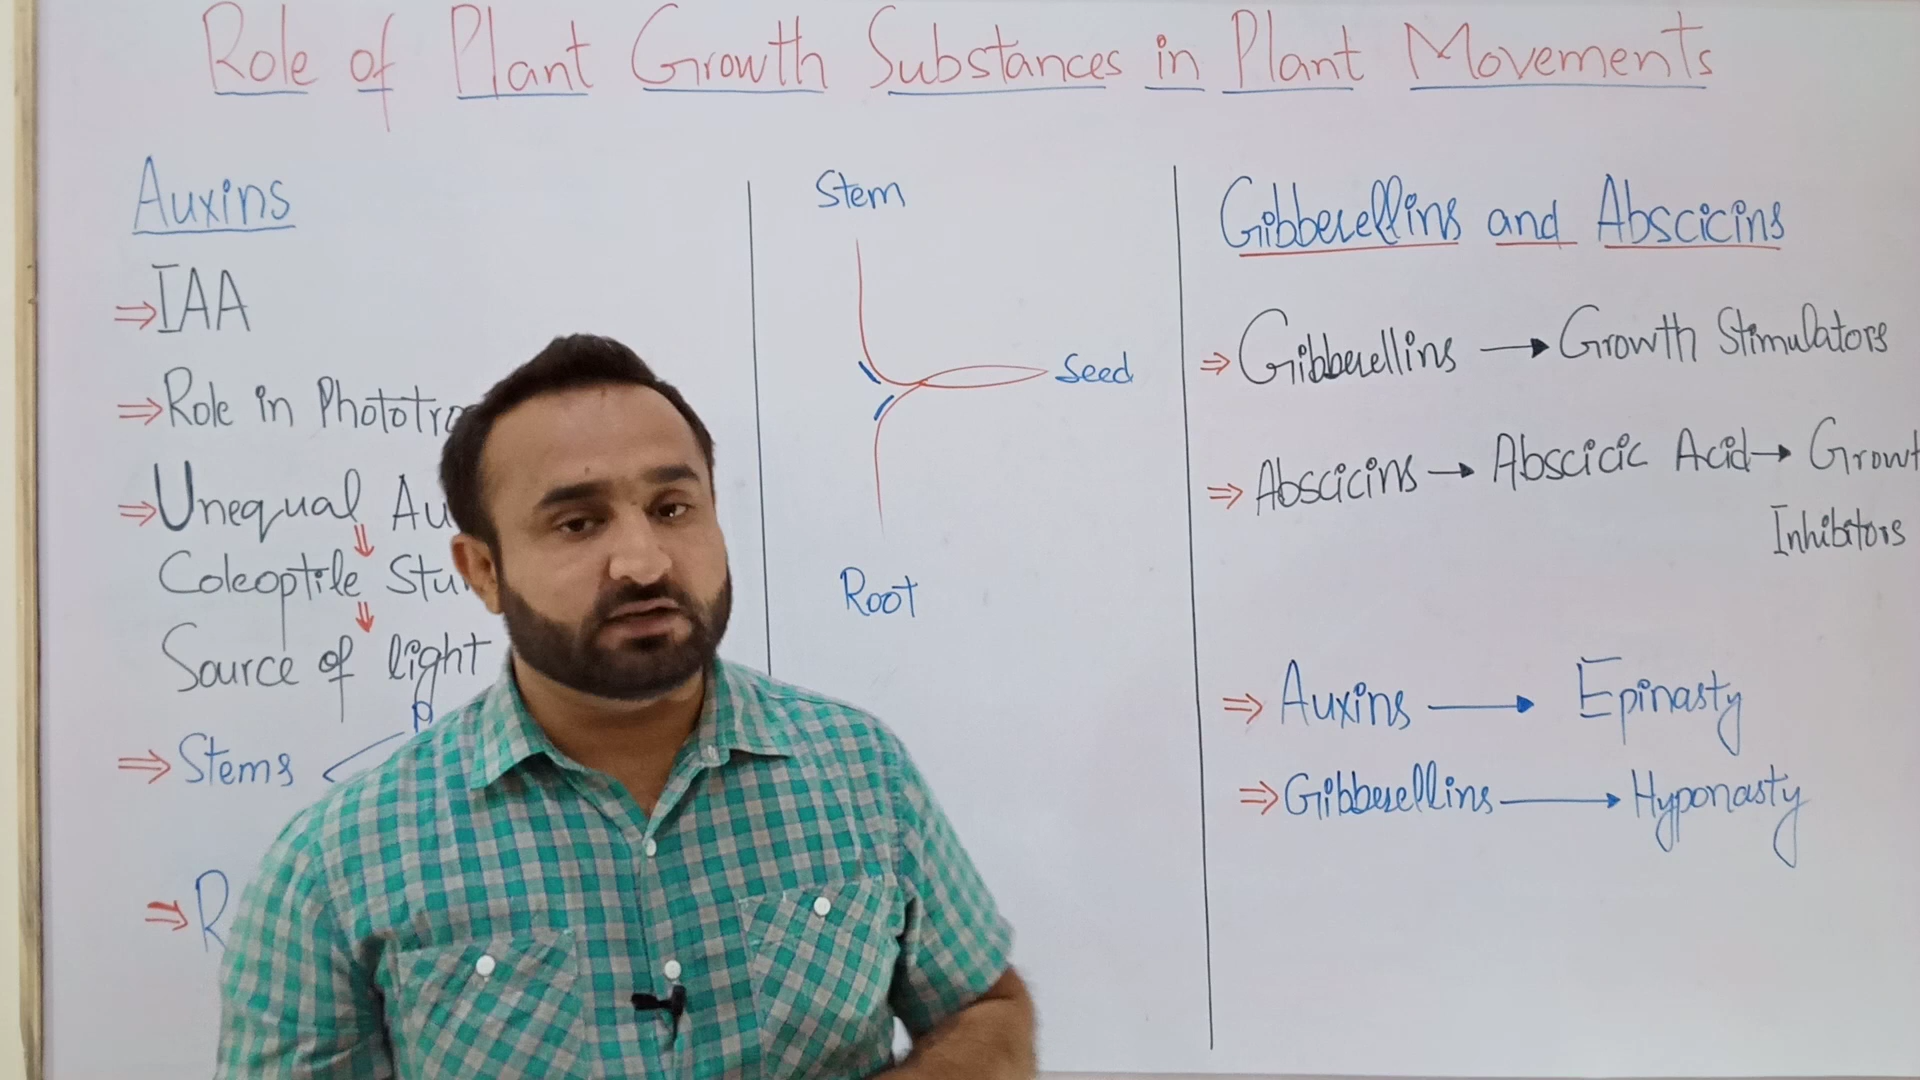 Role of Plant Growth Substances in Plant Movements
Auxins
⇒ IAA
⇒ Role in Phototro
⇒ Unequal Au
Coleoptile Stu
Source of light
⇒ Stems
⇒ R
Stem
Seed
Root
Gibberellins and Abscicins
⇒ Gibberellins → Growth Stimulators
⇒ Abscicins → Abscicic Acid → Growt
Inhibitors
⇒ Auxins → Epinasty
⇒ Gibberellins → Hyponasty